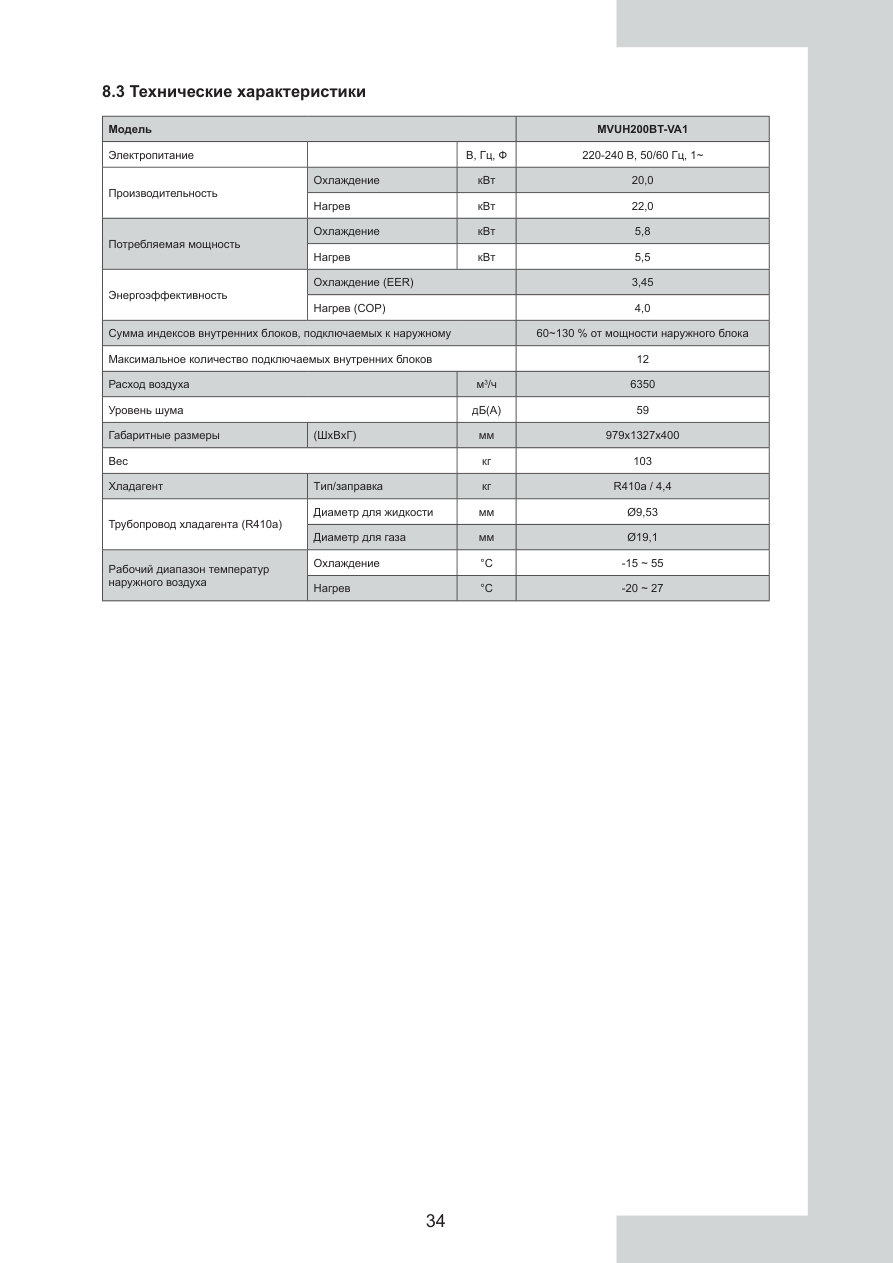 8.3 Технические характеристики
Модель MVUH200BT-VA1
Электропитание В, Гц, Ф 220-240 В, 50/60 Гц, 1~
Производительность
Охлаждение кВт 20,0
Нагрев кВт 22,0
Потребляемая мощность
Охлаждение кВт 5,8
Нагрев кВт 5,5
Энергоэффективность
Охлаждение (EER) 3,45
Нагрев (COP) 4,0
Сумма индексов внутренних блоков, подключаемых к наружному 60~130 % от мощности наружного блока
Максимальное количество подключаемых внутренних блоков 12
Расход воздуха м³/ч 6350
Уровень шума дБ(А) 59
Габаритные размеры (ШхВхГ) мм 979x1327x400
Вес кг 103
Хладагент Тип/заправка кг R410a / 4,4
Трубопровод хладагента (R410a)
Диаметр для жидкости мм Ø9,53
Диаметр для газа мм Ø19,1
Рабочий диапазон температур
наружного воздуха
Охлаждение °С -15 ~ 55
Нагрев °С -20 ~ 27
34